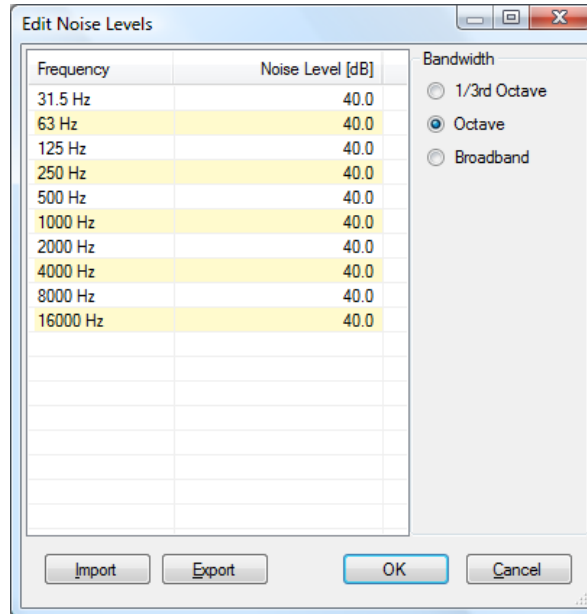 Edit Noise Levels
Frequency Noise Level [dB]
31.5 Hz 40.0
63 Hz 40.0
125 Hz 40.0
250 Hz 40.0
500 Hz 40.0
1000 Hz 40.0
2000 Hz 40.0
4000 Hz 40.0
8000 Hz 40.0
16000 Hz 40.0
Bandwidth
1/3rd Octave
Octave
Broadband
Import Export OK Cancel